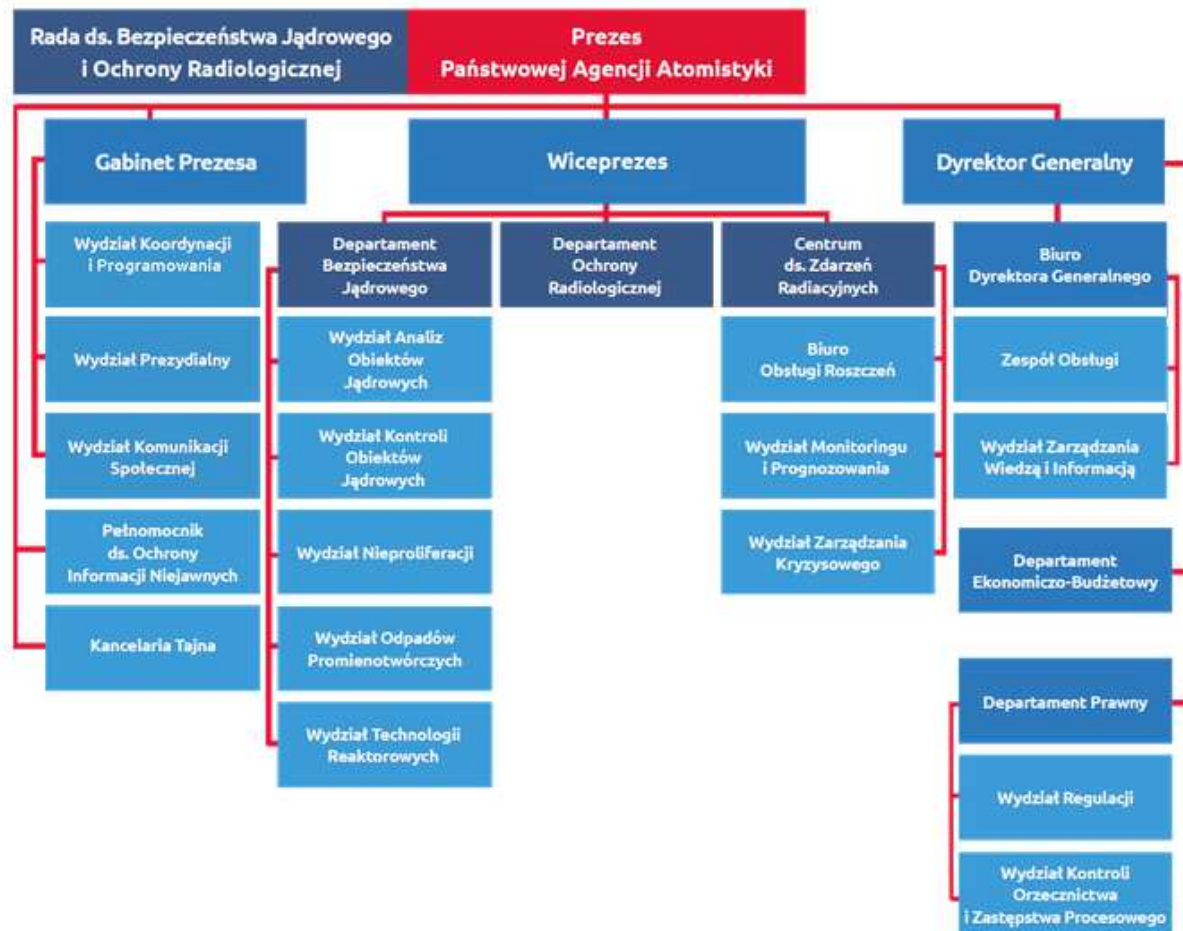 Rada ds. Bezpieczeństwa Jądrowego
i Ochrony Radiologicznej
Prezes
Państwowej Agencji Atomistyki
Gabinet Prezesa
Wiceprezes
Dyrektor Generalny
Wydział Koordynacji
i Programowania
Wydział Prezydialny
Wydział Komunikacji
Społecznej
Pełnomocnik
ds. Ochrony
Informacji Niejawnych
Kancelaria Tajna
Departament
Bezpieczeństwa
Jądrowego
Wydział Analiz
Obiektów
Jądrowych
Wydział Kontroli
Obiektów
Jądrowych
Wydział Nieproliferacji
Wydział Odpadów
Promienotwórczych
Wydział Technologii
Reaktorowych
Departament
Ochrony
Radiologicznej
Centrum
ds. Zdarzeń
Radiacyjnych
Biuro
Obsługi Roszczeń
Wydział Monitoringu
i Prognozowania
Wydział Zarządzania
Kryzysowego
Biuro
Dyrektora Generalnego
Zespół Obsługi
Wydział Zarządzania
Wiedzą i Informacją
Departament
Ekonomiczo-Budżetowy
Departament Prawny
Wydział Regulacji
Wydział Kontroli
Orzecznictwa
i Zastępstwa Procesowego